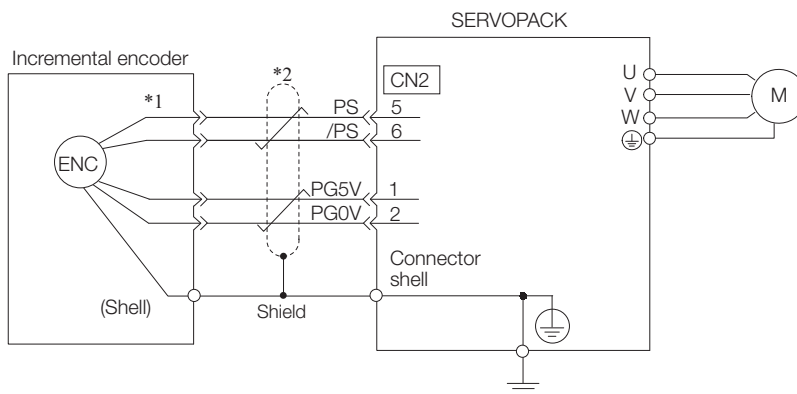 SERVOPACK
Incremental encoder
*1
*2
CN2
PS 5
/PS 6
PG5V 1
PG0V 2
ENC
U
V
W
M
Connector
shell
(Shell)
Shield